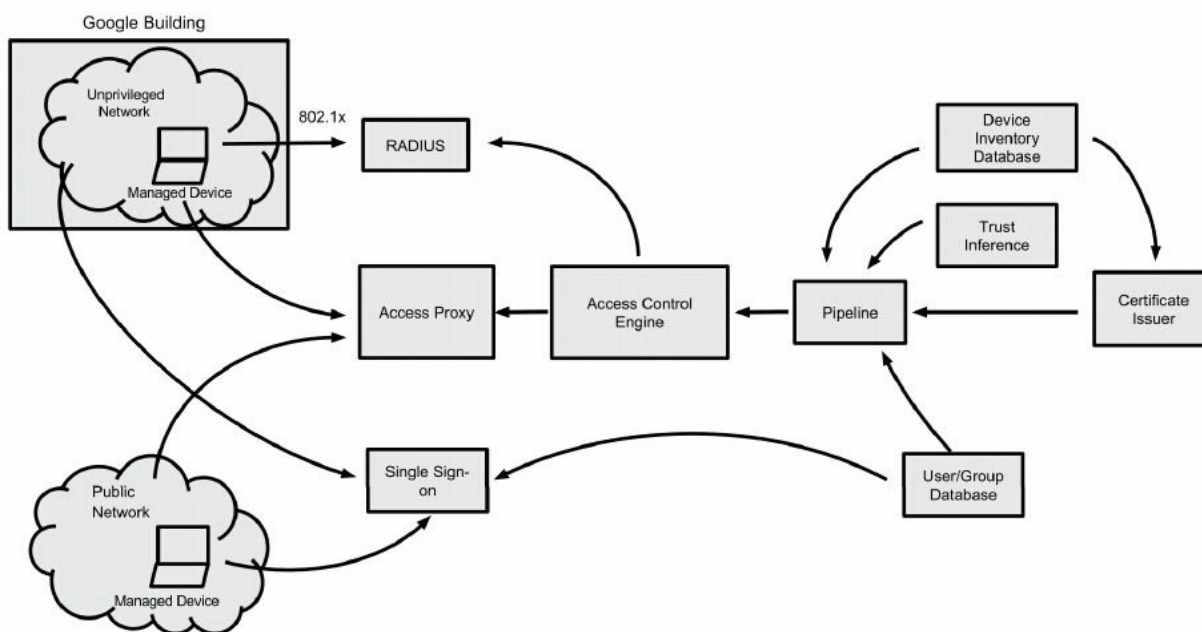 Google Building
Unprivileged
Network
802.1x
Managed Device
RADIUS
Device
Inventory
Database
Trust
Inference
Access Proxy
Access Control
Engine
Pipeline
Certificate
Issuer
Public
Network
Managed Device
Single Sign-
on
User/Group
Database